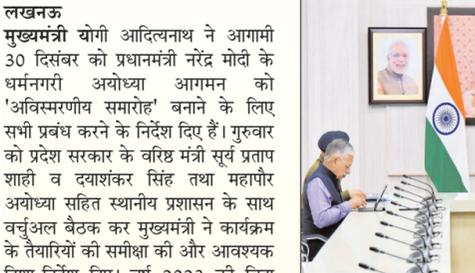 लखनऊ
मुख्यमंत्री योगी आदित्यनाथ ने आगामी
30 दिसंबर को प्रधानमंत्री नरेंद्र मोदी के
धर्मनगरी अयोध्या आगमन को
'अविस्मरणीय समारोह' बनाने के लिए
सभी प्रबंध करने के निर्देश दिए हैं। गुरुवार
को प्रदेश सरकार के वरिष्ठ मंत्री सूर्य प्रताप
शाही व दयाशंकर सिंह तथा महापौर
अयोध्या सहित स्थानीय प्रशासन के साथ
वर्चुअल बैठक कर मुख्यमंत्री ने कार्यक्रम
के तैयारियों की समीक्षा की और आवश्यक